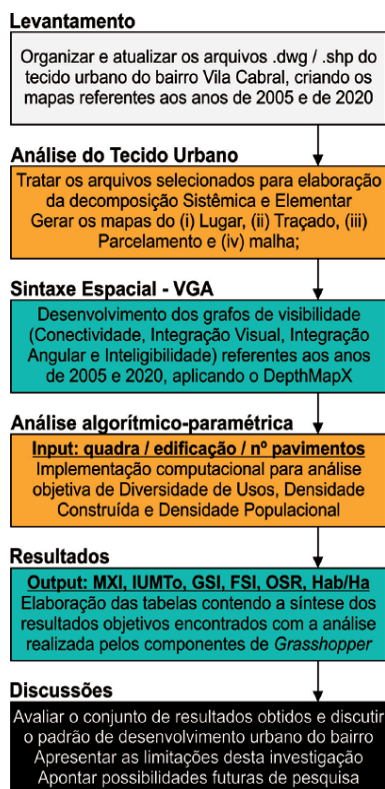 Levantamento
Organizar e atualizar os arquivos .dwg / .shp do
tecido urbano do bairro Vila Cabral, criando os
mapas referentes aos anos de 2005 e de 2020
Análise do Tecido Urbano
Tratar os arquivos selecionados para elaboração
da decomposição Sistêmica e Elementar
Gerar os mapas do (i) Lugar, (ii) Traçado, (iii)
Parcelamento e (iv) malha;
Sintaxe Espacial - VGA
Desenvolvimento dos grafos de visibilidade
(Conectividade, Integração Visual, Integração
Angular e Inteligibilidade) referentes aos anos
de 2005 e 2020, aplicando o DepthMapX
Análise algórítmico-paramétrica
Input: quadra / edificação / nº pavimentos
Implementação computacional para análise
objetiva de Diversidade de Usos, Densidade
Construída e Densidade Populacional
Resultados
Output: MXI, IUMTo, GSI, FSI, OSR, Hab/Ha
Elaboração das tabelas contendo a síntese dos
resultados objetivos encontrados com a análise
realizada pelos componentes de Grasshopper
Discussões
Avaliar o conjunto de resultados obtidos e discutir
o padrão de desenvolvimento urbano do bairro
Apresentar as limitações desta investigação
Apontar possibilidades futuras de pesquisa